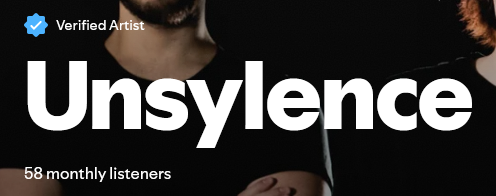 Verified Artist
Unsylence
58 monthly listeners